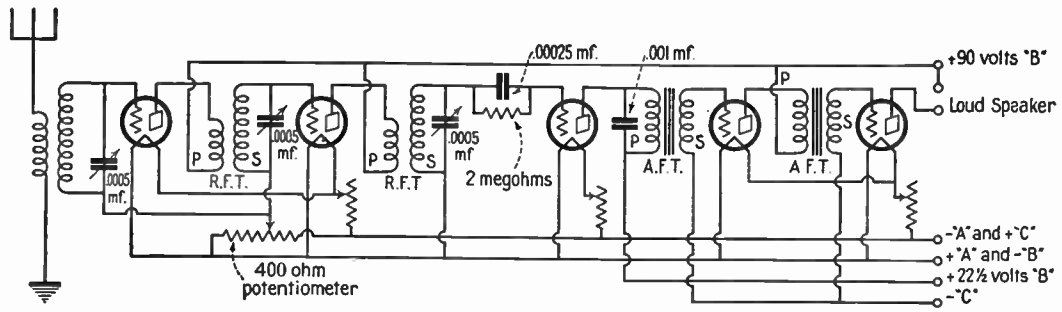 .00025 mf.
.001 mf.
+90 volts "B"
P
Loud Speaker
.0005
mf.
P
S
.0005
mf.
R.F.T.
P
S
.0005
mf
R.F.T
2 megohms
P
S
A.F.T.
S
A F.T.
-"A" and +"C"
+"A" and -"B"
+22½ volts "B"
-"C"
400 ohm
potentiometer